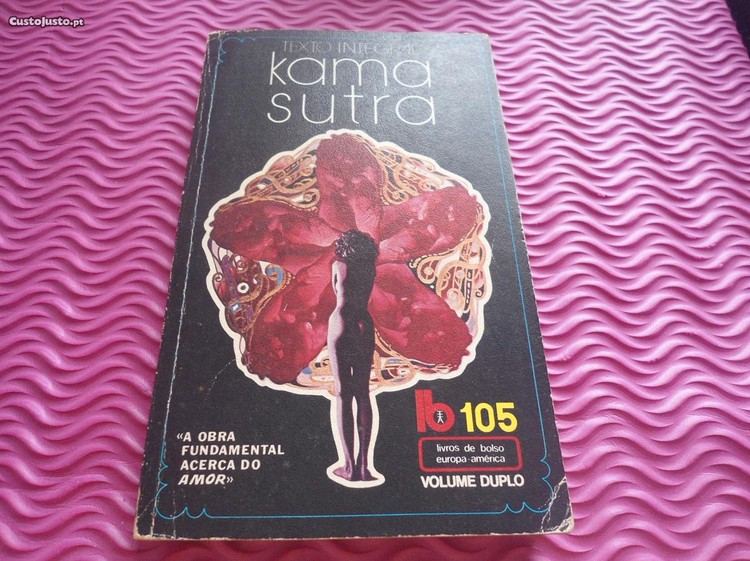 CustoJusto.pt
TEXTO INTEGRAL
kama
sutra
«A OBRA
FUNDAMENTAL
ACERCA DO
AMOR»
lb 105
livros de bolso
europa-américa
VOLUME DUPLO